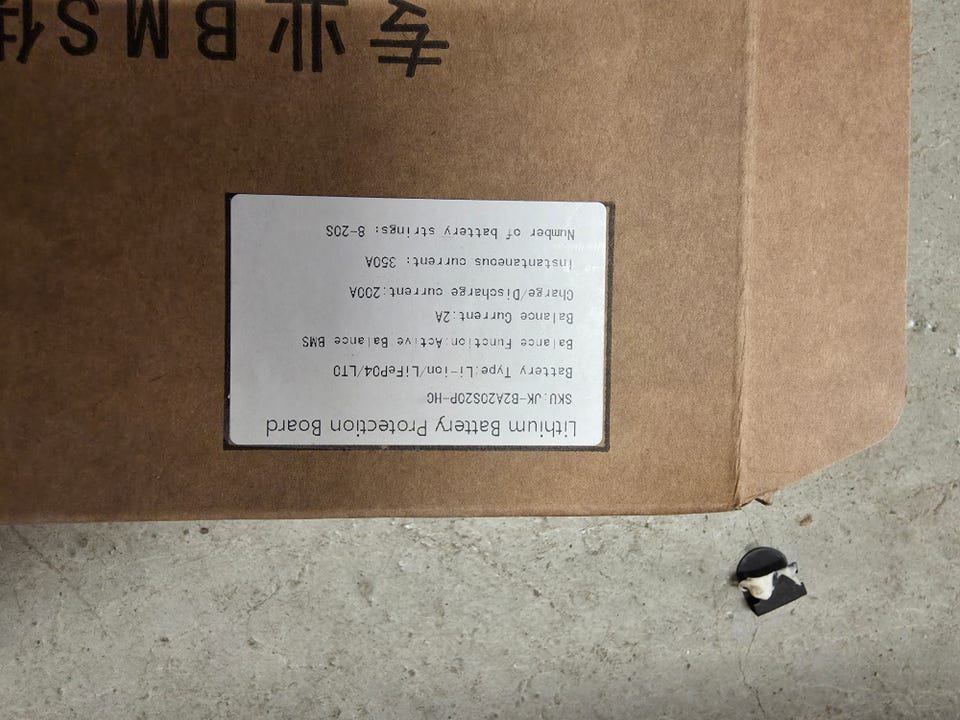 Lithium Battery Protection Board
SKU:JK-B2A20S20P-HC
Battery Type:Li-ion/LiFePO4/LTO
Balance Function:Active Balance BMS
Balance Current:2A
Charge/Discharge current:200A
Instantaneous current: 350A
Number of battery strings: 8-20S
专业BMS